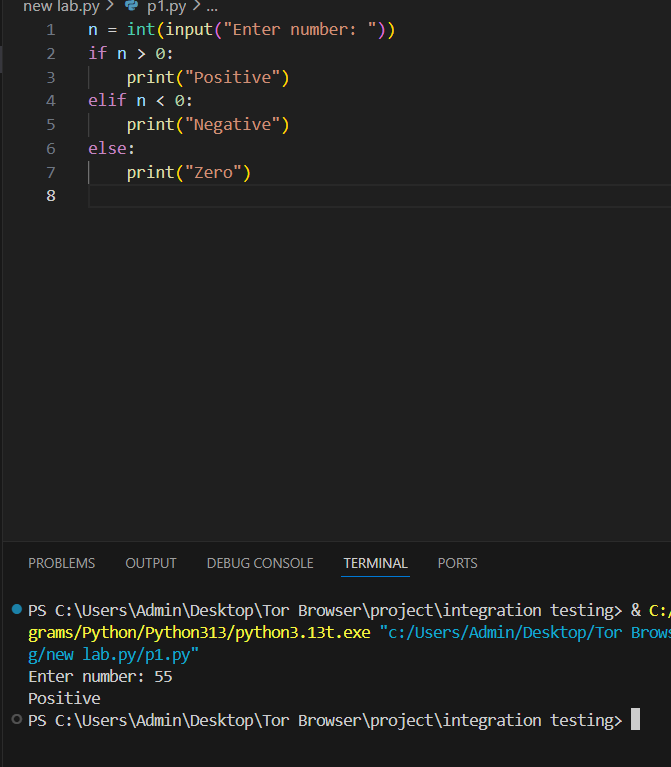 new lab.py > p1.py > ...
1 n = int(input("Enter number: "))
2 if n > 0:
3     print("Positive")
4 elif n < 0:
5     print("Negative")
6 else:
7     print("Zero")
8
PROBLEMS OUTPUT DEBUG CONSOLE TERMINAL PORTS
PS C:\Users\Admin\Desktop\Tor Browser\project\integration testing> & C:/
grams/Python/Python313/python3.13t.exe "c:/Users/Admin/Desktop/Tor Brows
g/new lab.py/p1.py"
Enter number: 55
Positive
PS C:\Users\Admin\Desktop\Tor Browser\project\integration testing>